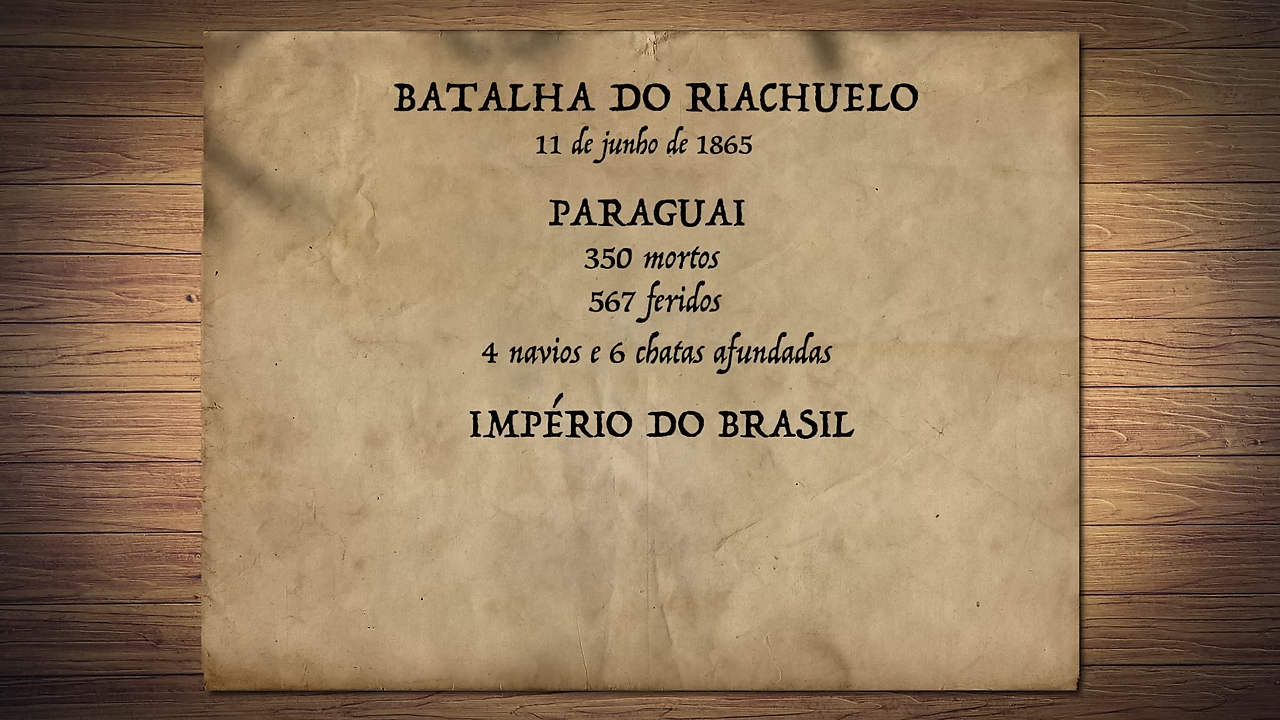 BATALHA DO RIACHUELO
11 de junho de 1865
PARAGUAI
350 mortos
567 feridos
4 navios e 6 chatas afundadas
IMPÉRIO DO BRASIL